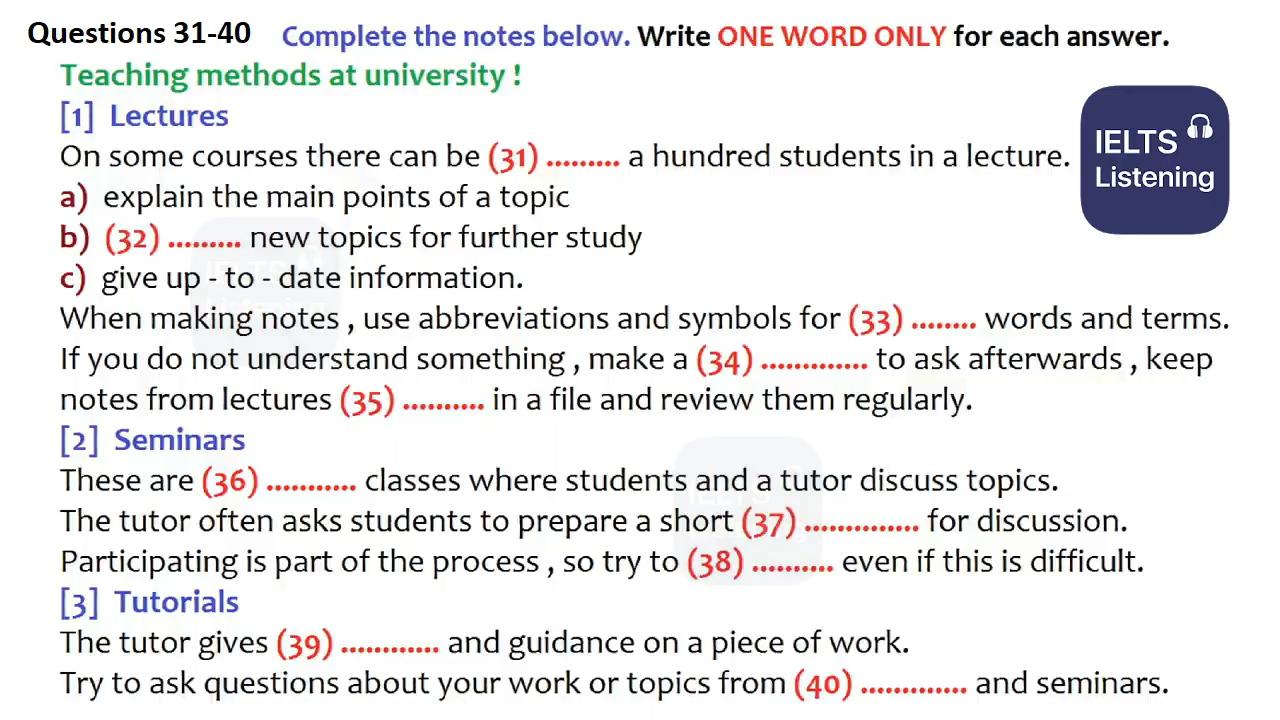 Questions 31-40 Complete the notes below. Write ONE WORD ONLY for each answer.
Teaching methods at university !
[1] Lectures
On some courses there can be (31) ......... a hundred students in a lecture.
IELTS
Listening
a) explain the main points of a topic
b) (32) ......... new topics for further study
c) give up - to - date information.
When making notes , use abbreviations and symbols for (33) ........ words and terms.
If you do not understand something , make a (34) ............. to ask afterwards , keep
notes from lectures (35) .......... in a file and review them regularly.
[2] Seminars
These are (36) ........... classes where students and a tutor discuss topics.
The tutor often asks students to prepare a short (37) .............. for discussion.
Participating is part of the process , so try to (38) .......... even if this is difficult.
[3] Tutorials
The tutor gives (39) ............ and guidance on a piece of work.
Try to ask questions about your work or topics from (40) ............. and seminars.